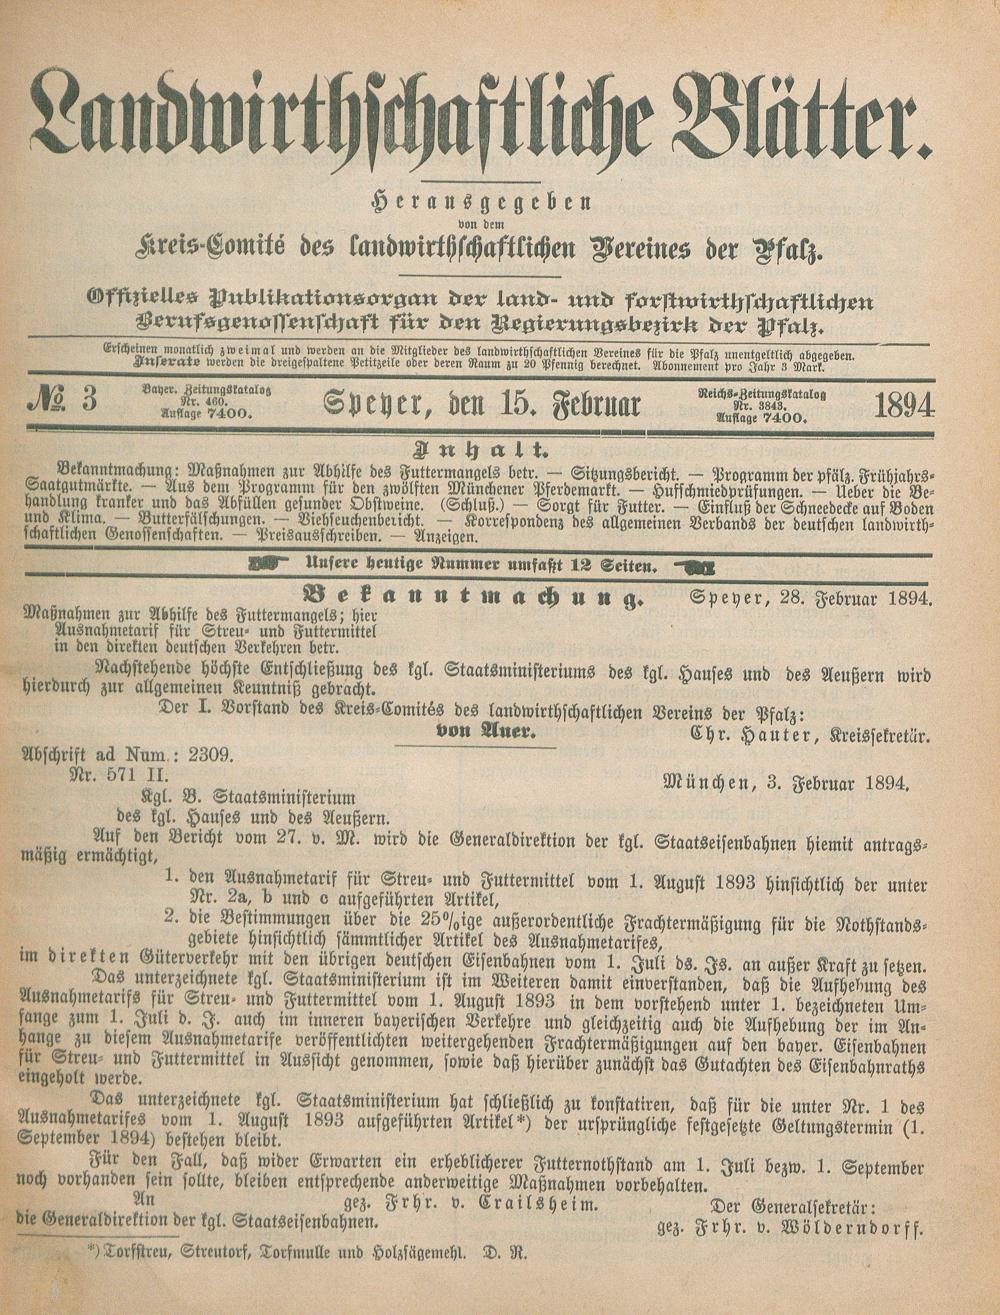 Landwirthschaftliche Blätter.
Herausgegeben
von dem
Kreis-Comité des landwirthschaftlichen Vereines der Pfalz.
Offizielles Publikationsorgan der land- und forstwirthschaftlichen
Berufsgenossenschaft für den Regierungsbezirk der Pfalz.
Erscheinen monatlich zweimal und werden an die Mitglieder des landwirthschaftlichen Vereines für die Pfalz unentgeltlich abgegeben.
Inserate werden die dreigespaltene Petitzeile oder deren Raum zu 20 Pfennig berechnet. Abonnement pro Jahr 3 Mark.
№ 3 Bayer. Zeitungskatalog Nr. 460. Auflage 7400. Speyer, den 15. Februar Reichs-Zeitungskatalog Nr. 3843. Auflage 7400. 1894
Inhalt.
Bekanntmachung: Maßnahmen zur Abhilfe des Futtermangels betr. — Sitzungsbericht. — Programm der pfälz. Frühjahrs-
Saatgutmärkte. — Aus dem Programm für den zwölften Münchener Pferdemarkt. — Hufschmiedprüfungen. — Ueber die Be-
handlung kranker und das Abfüllen gesunder Obstweine. (Schluß.) — Sorgt für Futter. — Einfluß der Schneedecke auf Boden
und Klima. — Butterfälschungen. — Viehseuchenbericht. — Korrespondenz des allgemeinen Verbands der deutschen landwirth-
schaftlichen Genossenschaften. — Preisausschreiben. — Anzeigen.
Unsere heutige Nummer umfaßt 12 Seiten.
Bekanntmachung. Speyer, 28. Februar 1894.
Maßnahmen zur Abhilfe des Futtermangels; hier
Ausnahmetarif für Streu- und Futtermittel
in den direkten deutschen Verkehren betr.
Nachstehende höchste Entschließung des kgl. Staatsministeriums des kgl. Hauses und des Aeußern wird
hierdurch zur allgemeinen Kenntniß gebracht.
Der I. Vorstand des Kreis-Comités des landwirthschaftlichen Vereins der Pfalz:
von Auer. Chr. Hauter, Kreissekretär.
Abschrift ad Num.: 2309.
Nr. 571 II. München, 3. Februar 1894.
Kgl. B. Staatsministerium
des kgl. Hauses und des Aeußern.
Auf den Bericht vom 27. v. M. wird die Generaldirektion der kgl. Staatseisenbahnen hiemit antrags-
mäßig ermächtigt,
1. den Ausnahmetarif für Streu- und Futtermittel vom 1. August 1893 hinsichtlich der unter
Nr. 2a, b und c aufgeführten Artikel,
2. die Bestimmungen über die 25%ige außerordentliche Frachtermäßigung für die Nothstands-
gebiete hinsichtlich sämmtlicher Artikel des Ausnahmetarifes,
im direkten Güterverkehr mit den übrigen deutschen Eisenbahnen vom 1. Juli ds. Js. an außer Kraft zu setzen.
Das unterzeichnete kgl. Staatsministerium ist im Weiteren damit einverstanden, daß die Aufhebung des
Ausnahmetarifs für Streu- und Futtermittel vom 1. August 1893 in dem vorstehend unter 1. bezeichneten Um-
fange zum 1. Juli d. J. auch im inneren bayerischen Verkehre und gleichzeitig auch die Aufhebung der im An-
hange zu diesem Ausnahmetarife veröffentlichten weitergehenden Frachtermäßigungen auf den bayer. Eisenbahnen
für Streu- und Futtermittel in Aussicht genommen, sowie daß hierüber zunächst das Gutachten des Eisenbahnraths
eingeholt werde.
Das unterzeichnete kgl. Staatsministerium hat schließlich zu konstatiren, daß für die unter Nr. 1 des
Ausnahmetarifes vom 1. August 1893 aufgeführten Artikel*) der ursprüngliche festgesetzte Geltungstermin (1.
September 1894) bestehen bleibt.
Für den Fall, daß wider Erwarten ein erheblicherer Futternothstand am 1. Juli bezw. 1. September
noch vorhanden sein sollte, bleiben entsprechende anderweitige Maßnahmen vorbehalten.
An gez. Frhr. v. Crailsheim. Der Generalsekretär:
die Generaldirektion der kgl. Staatseisenbahnen. gez. Frhr. v. Wölderndorff.
*) Torfstreu, Streutorf, Torfmulle und Holzsägemehl. D. R.